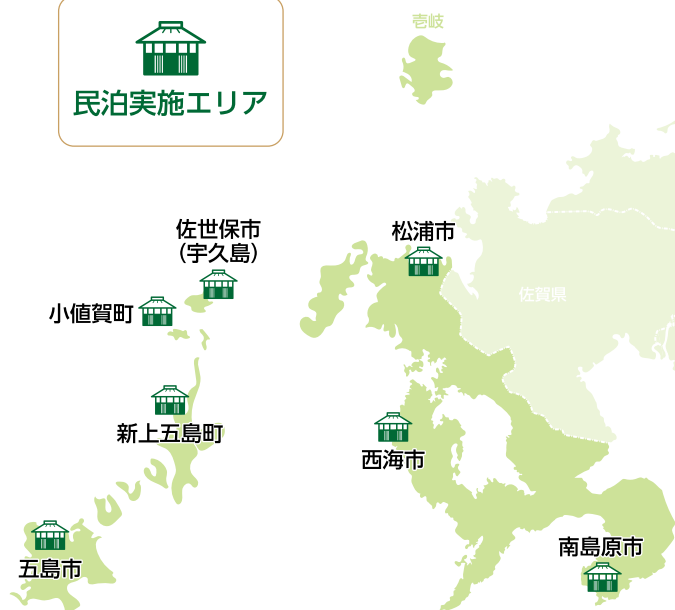 壱岐
民泊実施エリア
佐世保市
(宇久島)
松浦市
小値賀町
佐賀県
新上五島町
西海市
南島原市
五島市